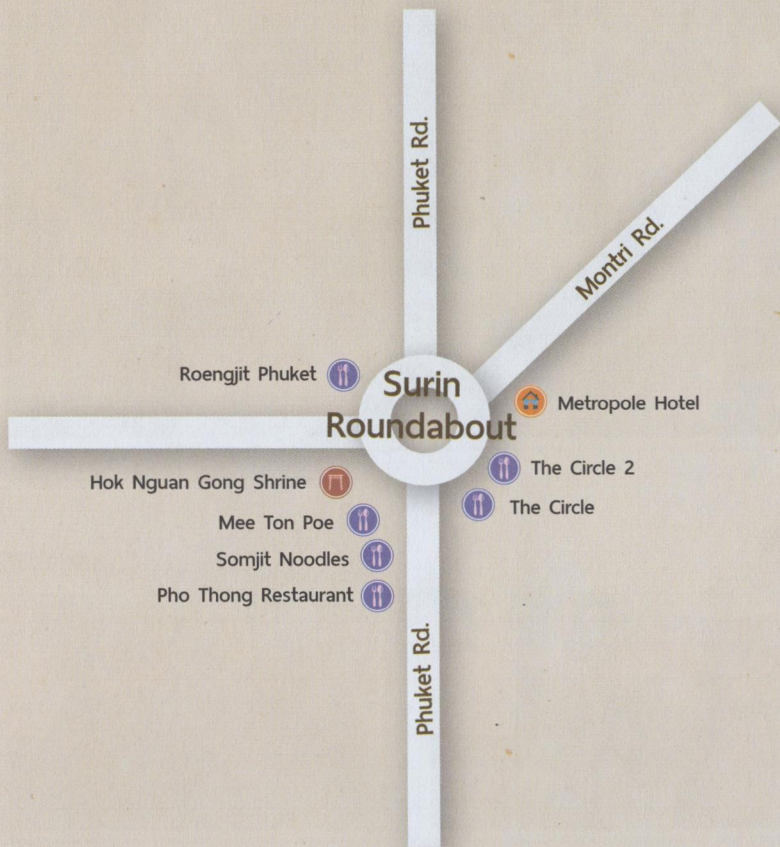 Phuket Rd.
Montri Rd.
Roengjit Phuket
Surin
Roundabout
Metropole Hotel
Hok Nguan Gong Shrine
The Circle 2
The Circle
Mee Ton Poe
Somjit Noodles
Pho Thong Restaurant
Phuket Rd.